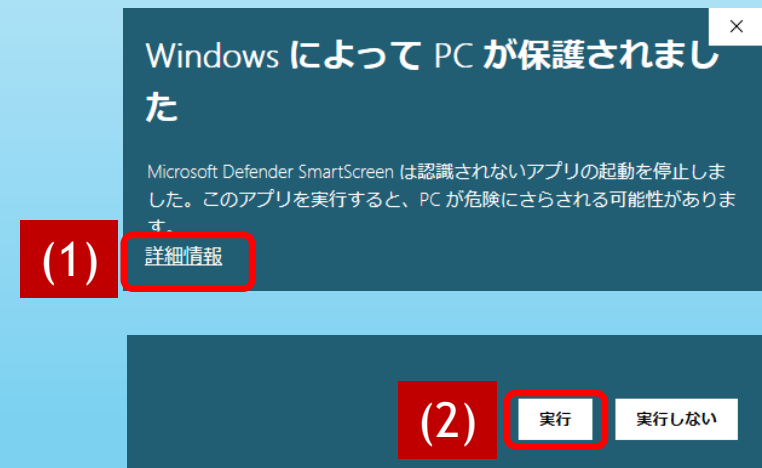 Windows によって PC が保護されまし
た
Microsoft Defender SmartScreen は認識されないアプリの起動を停止しま
した。このアプリを実行すると、PC が危険にさらされる可能性がありま
す。
(1)
詳細情報
(2)
実行
実行しない